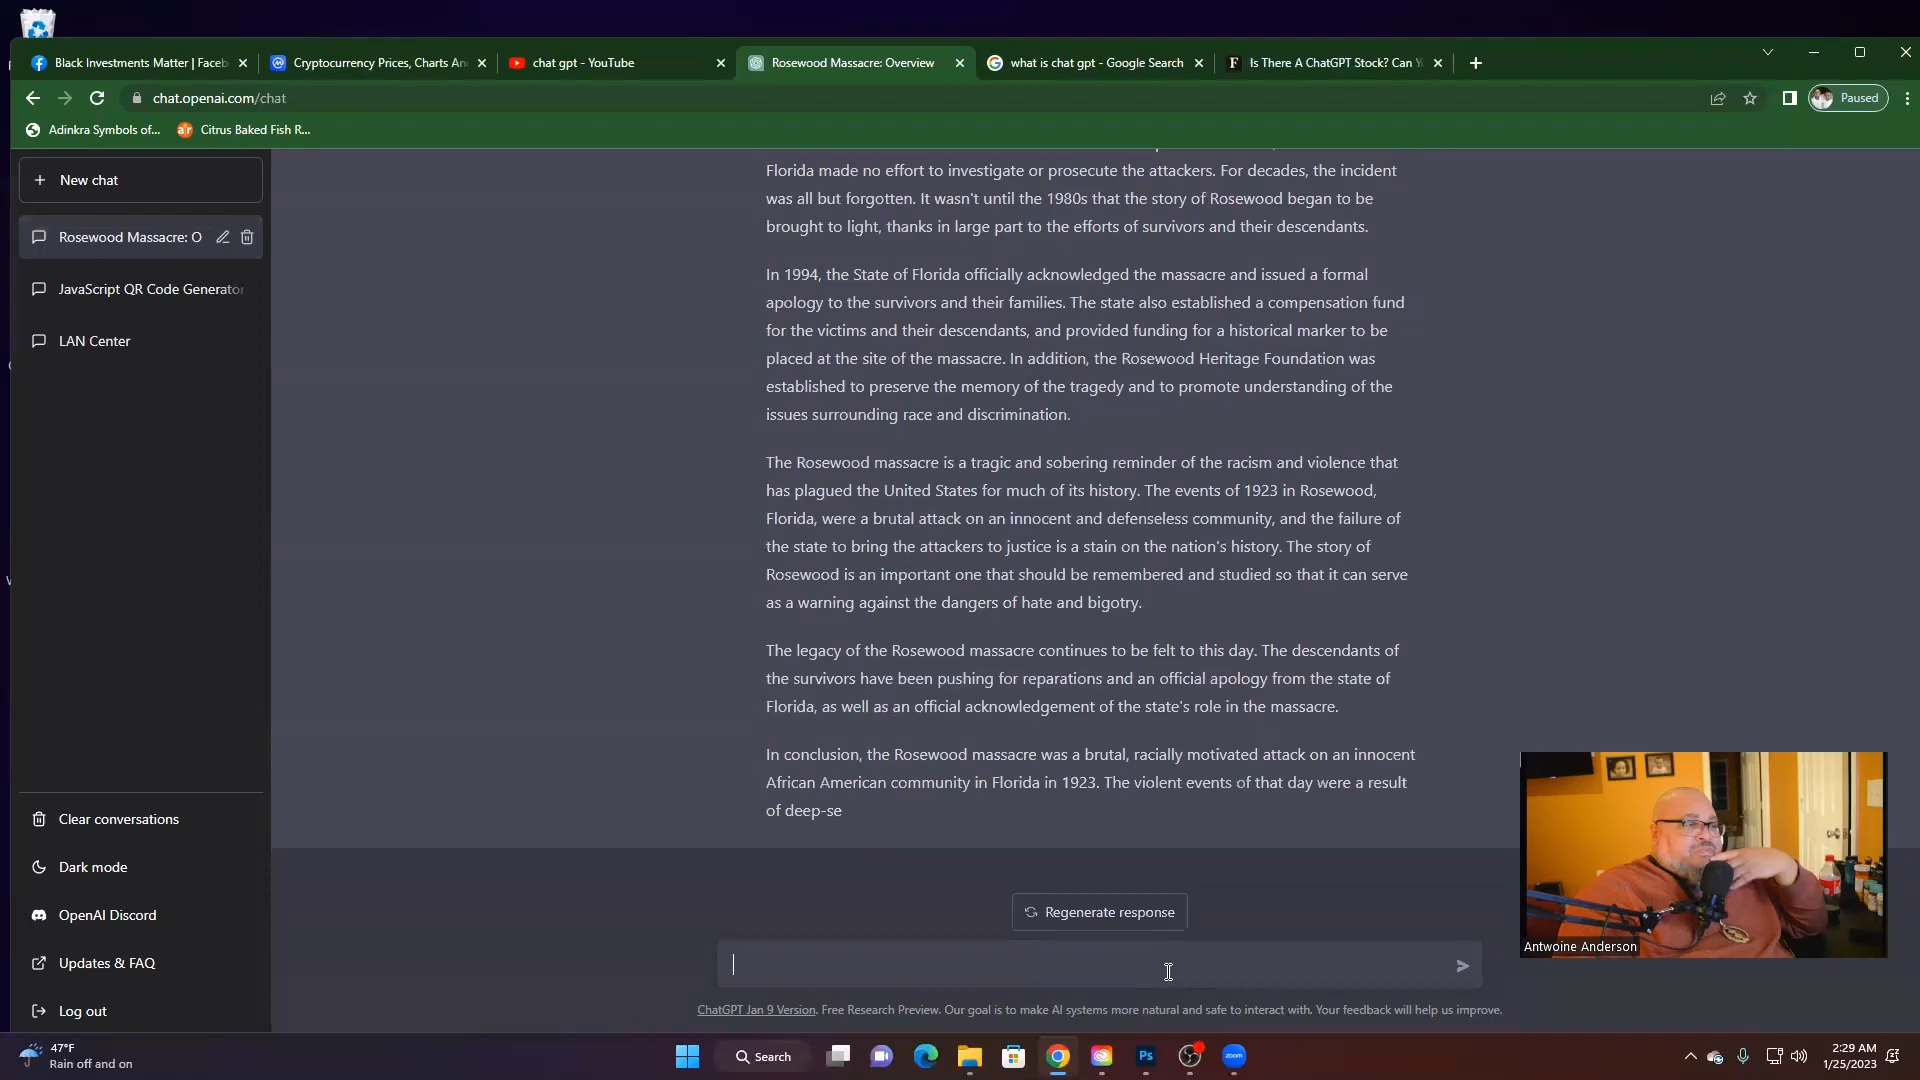 Black Investments Matter | Faceb
Cryptocurrency Prices, Charts An
chat gpt - YouTube
Rosewood Massacre: Overview
what is chat gpt - Google Search
Is There A ChatGPT Stock? Can Y
chat.openai.com/chat
Paused
Adinkra Symbols of...
Citrus Baked Fish R...
New chat
Rosewood Massacre: O
JavaScript QR Code Generator
LAN Center
Clear conversations
Dark mode
OpenAI Discord
Updates & FAQ
Log out
Florida made no effort to investigate or prosecute the attackers. For decades, the incident
was all but forgotten. It wasn't until the 1980s that the story of Rosewood began to be
brought to light, thanks in large part to the efforts of survivors and their descendants.
In 1994, the State of Florida officially acknowledged the massacre and issued a formal
apology to the survivors and their families. The state also established a compensation fund
for the victims and their descendants, and provided funding for a historical marker to be
placed at the site of the massacre. In addition, the Rosewood Heritage Foundation was
established to preserve the memory of the tragedy and to promote understanding of the
issues surrounding race and discrimination.
The Rosewood massacre is a tragic and sobering reminder of the racism and violence that
has plagued the United States for much of its history. The events of 1923 in Rosewood,
Florida, were a brutal attack on an innocent and defenseless community, and the failure of
the state to bring the attackers to justice is a stain on the nation's history. The story of
Rosewood is an important one that should be remembered and studied so that it can serve
as a warning against the dangers of hate and bigotry.
The legacy of the Rosewood massacre continues to be felt to this day. The descendants of
the survivors have been pushing for reparations and an official apology from the state of
Florida, as well as an official acknowledgement of the state's role in the massacre.
In conclusion, the Rosewood massacre was a brutal, racially motivated attack on an innocent
African American community in Florida in 1923. The violent events of that day were a result
of deep-se
Regenerate response
ChatGPT Jan 9 Version. Free Research Preview. Our goal is to make AI systems more natural and safe to interact with. Your feedback will help us improve.
Antwoine Anderson
47°F
Rain off and on
Search
Ps
zoom
2:29 AM
1/25/2023